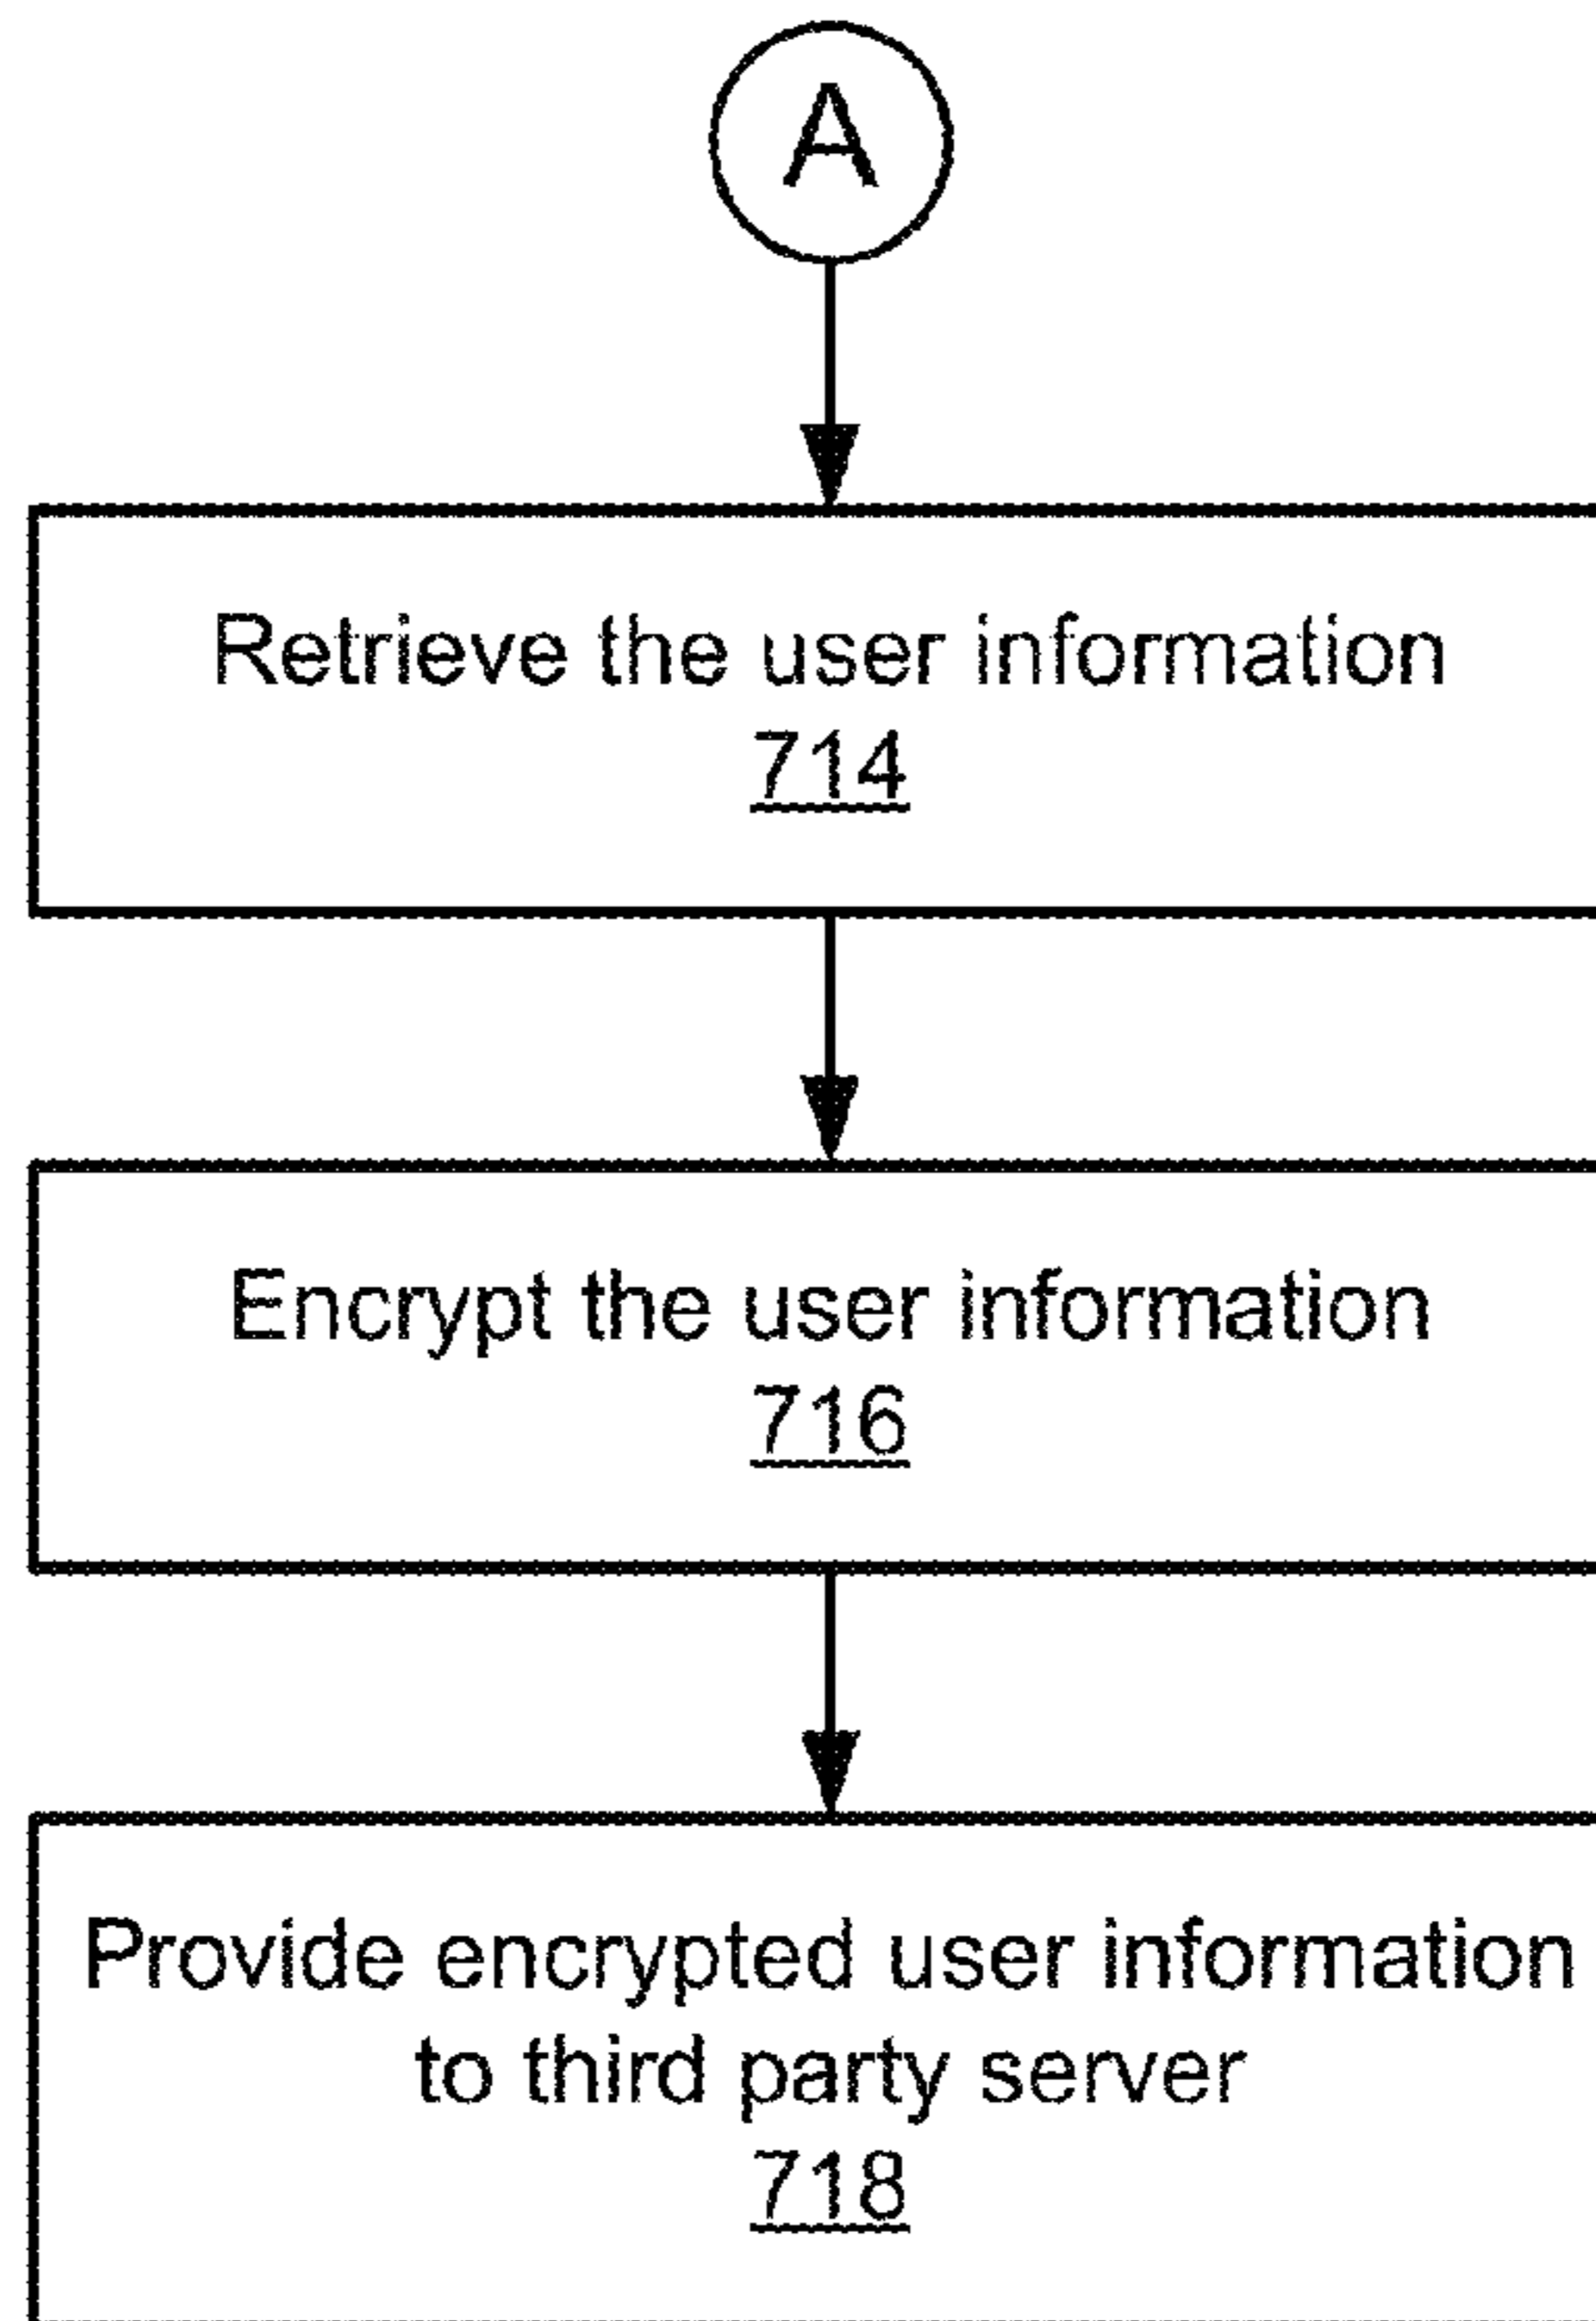 A
Retrieve the user information
714
Encrypt the user information
716
Provide encrypted user information
to third party server
718